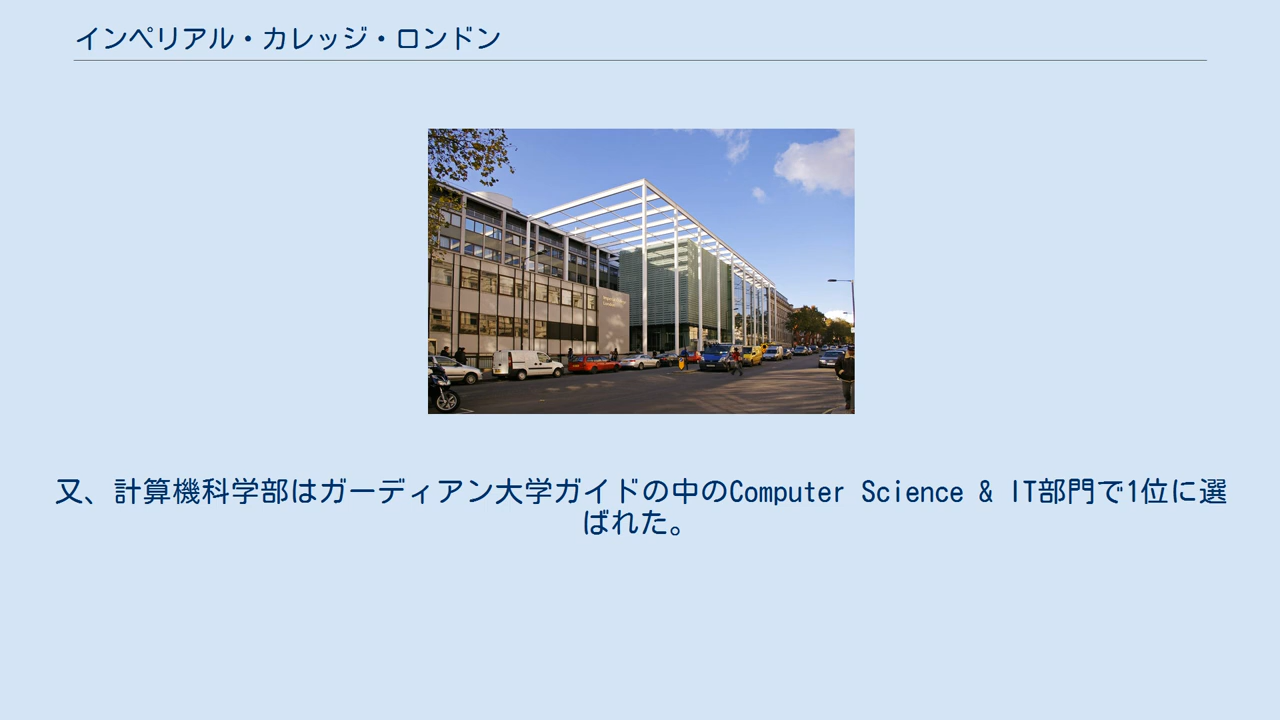 インペリアル・カレッジ・ロンドン
又、計算機科学部はガーディアン大学ガイドの中のComputer Science & IT部門で1位に選
ばれた。